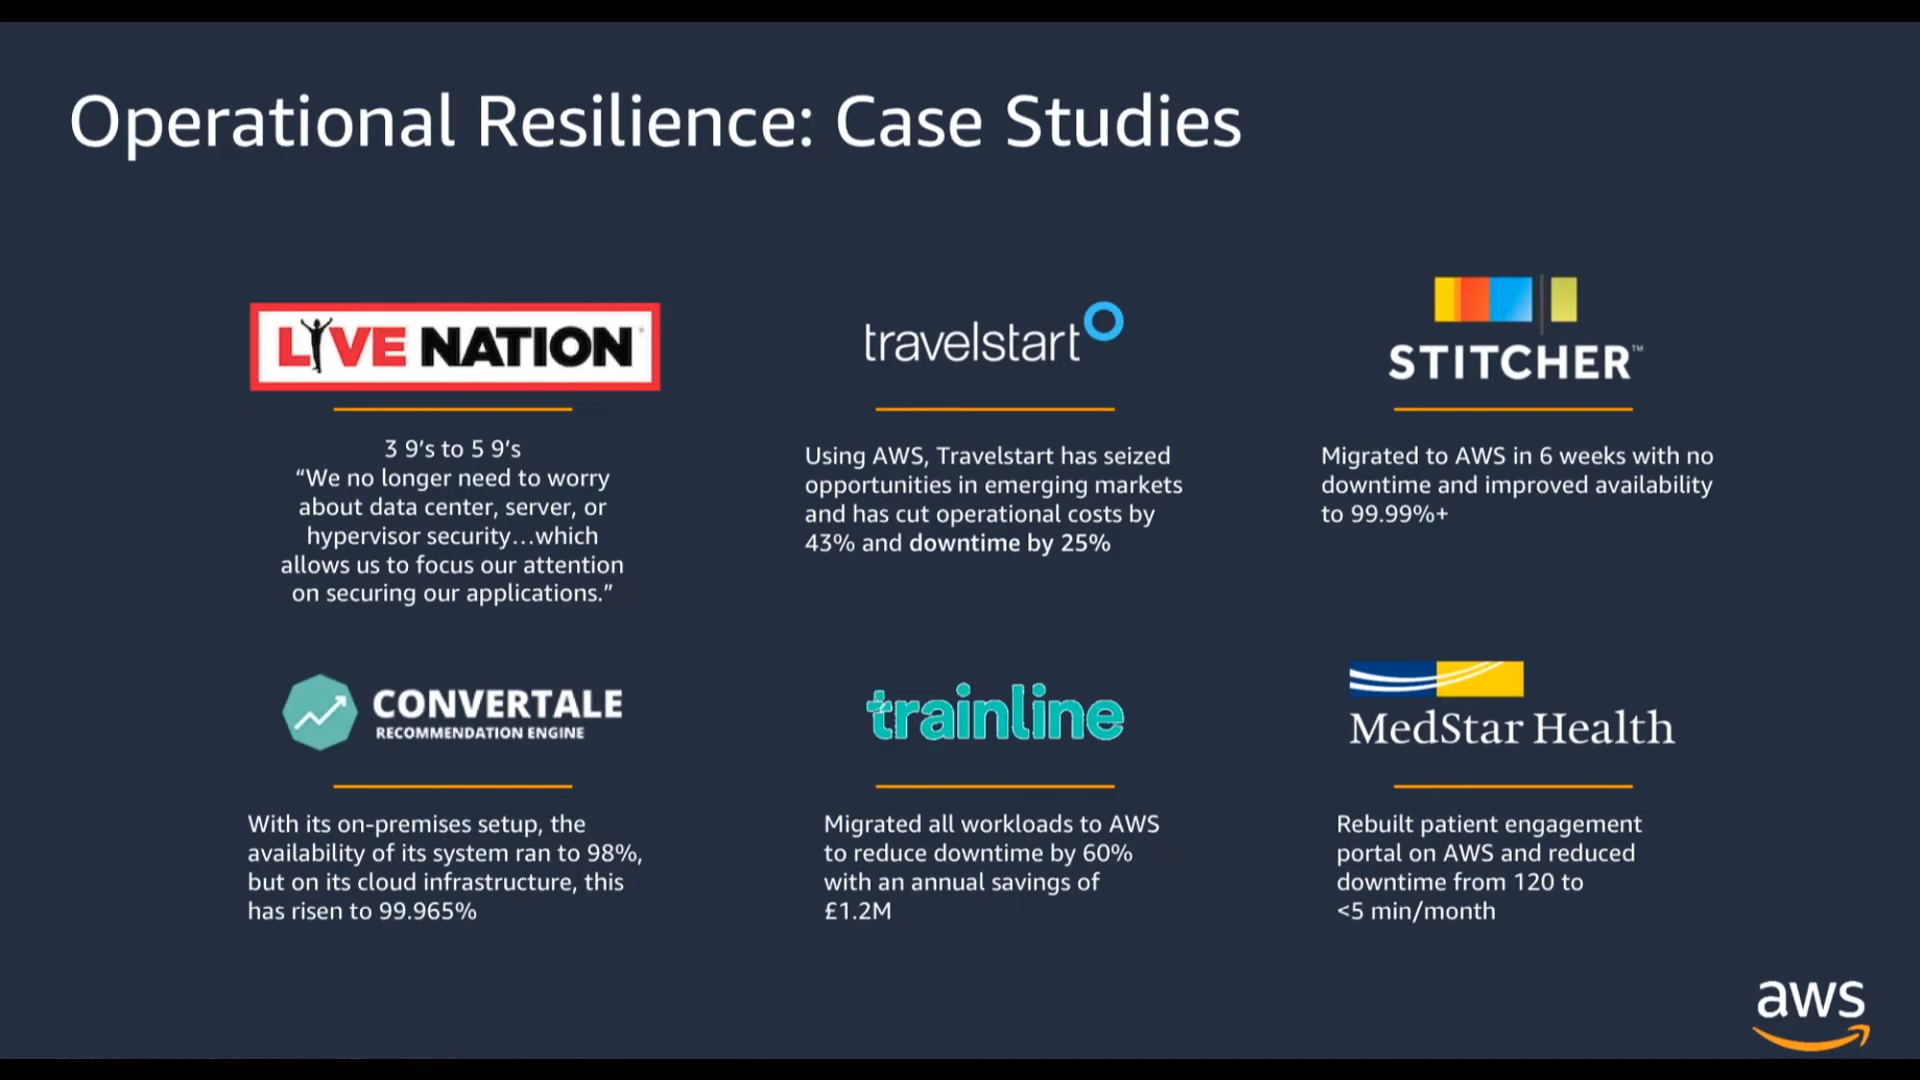 Operational Resilience: Case Studies
LIVE NATION
3 9’s to 5 9’s
“We no longer need to worry
about data center, server, or
hypervisor security…which
allows us to focus our attention
on securing our applications.”
travelstart
Using AWS, Travelstart has seized
opportunities in emerging markets
and has cut operational costs by
43% and downtime by 25%
STITCHER™
Migrated to AWS in 6 weeks with no
downtime and improved availability
to 99.99%+
CONVERTALE
RECOMMENDATION ENGINE
With its on-premises setup, the
availability of its system ran to 98%,
but on its cloud infrastructure, this
has risen to 99.965%
trainline
Migrated all workloads to AWS
to reduce downtime by 60%
with an annual savings of
£1.2M
MedStar Health
Rebuilt patient engagement
portal on AWS and reduced
downtime from 120 to
<5 min/month
aws